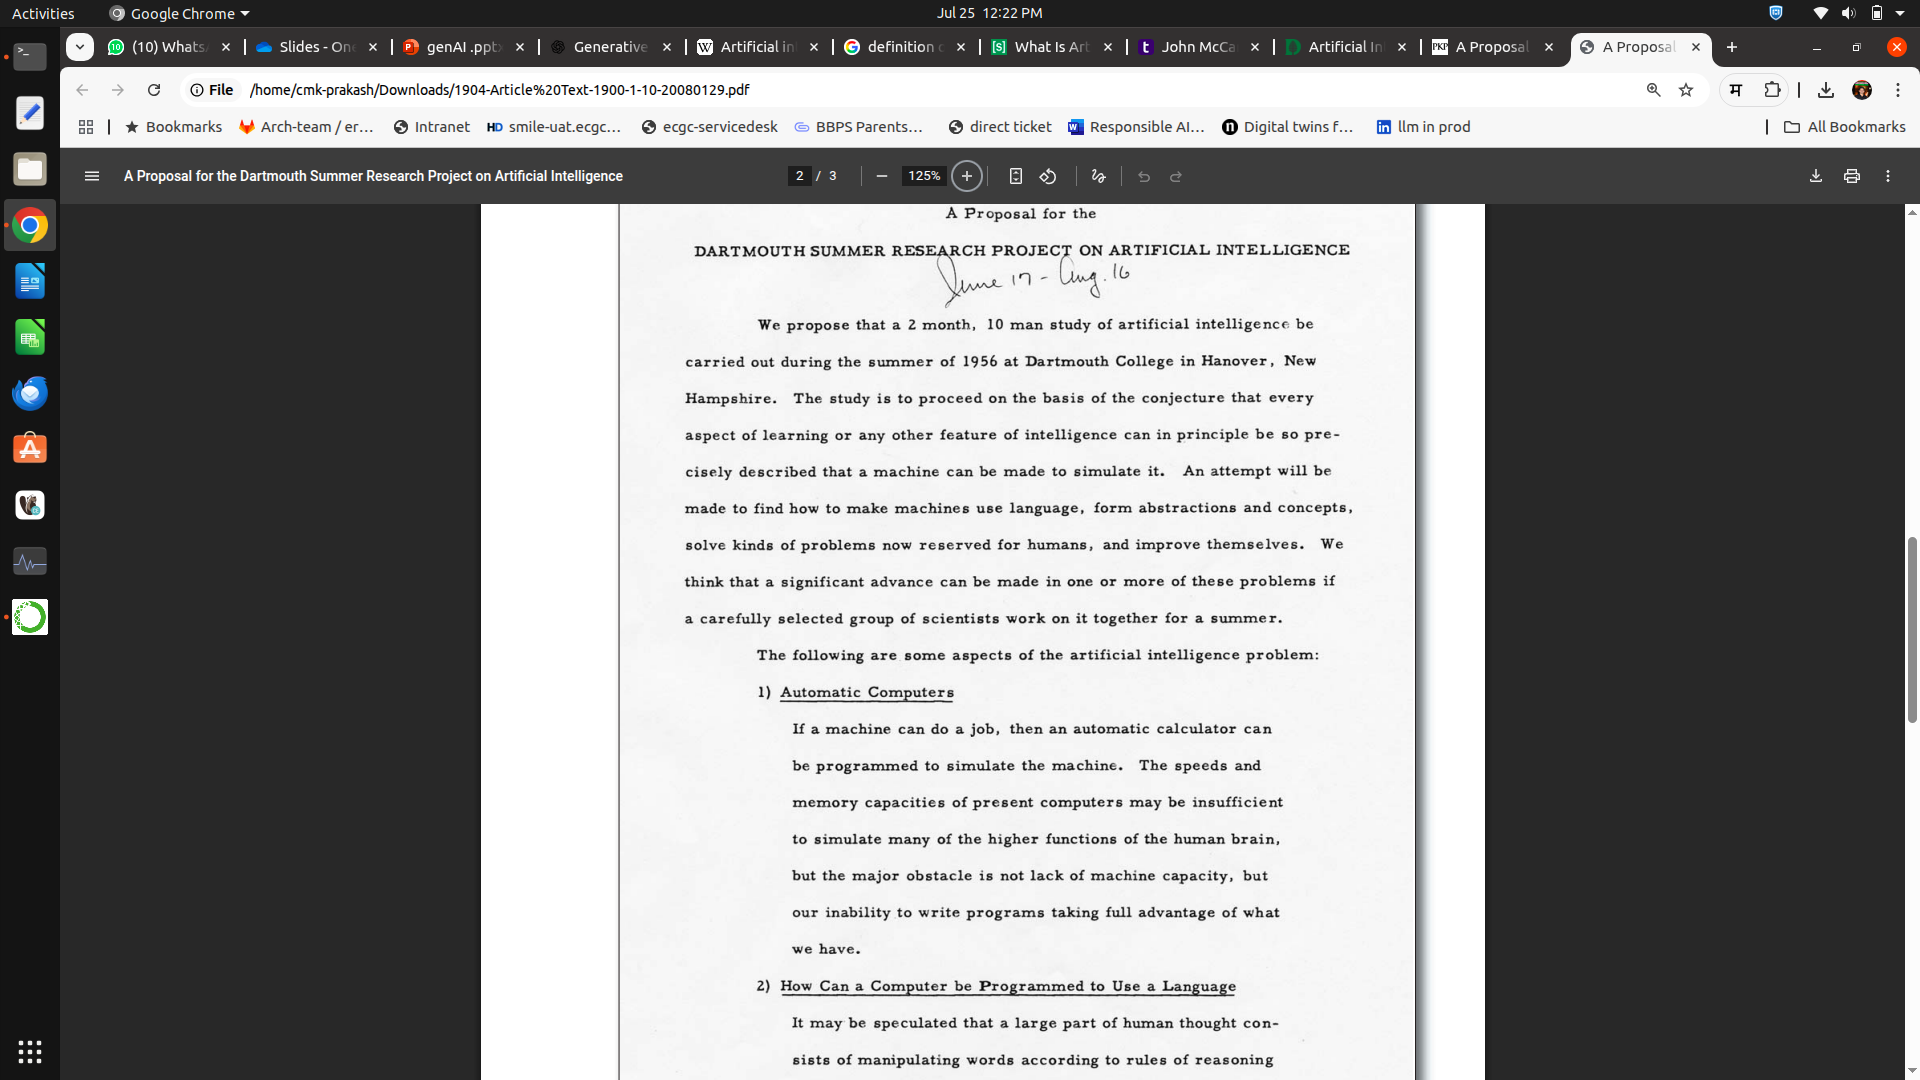 Activities Google Chrome Jul 25 12:22 PM
(10) Whats Slides - One genAI .pptx Generative Artificial in definition o What Is Art John McCa Artificial In PKP A Proposal A Proposal
File /home/cmk-prakash/Downloads/1904-Article%20Text-1900-1-10-20080129.pdf
Bookmarks Arch-team / er... Intranet HD smile-uat.ecgc... ecgc-servicedesk BBPS Parents... direct ticket Responsible AI... Digital twins f... llm in prod All Bookmarks
A Proposal for the Dartmouth Summer Research Project on Artificial Intelligence 2 / 3 125%
A Proposal for the
DARTMOUTH SUMMER RESEARCH PROJECT ON ARTIFICIAL INTELLIGENCE
June 17 - Aug. 16
We propose that a 2 month, 10 man study of artificial intelligence be
carried out during the summer of 1956 at Dartmouth College in Hanover, New
Hampshire. The study is to proceed on the basis of the conjecture that every
aspect of learning or any other feature of intelligence can in principle be so pre-
cisely described that a machine can be made to simulate it. An attempt will be
made to find how to make machines use language, form abstractions and concepts,
solve kinds of problems now reserved for humans, and improve themselves. We
think that a significant advance can be made in one or more of these problems if
a carefully selected group of scientists work on it together for a summer.
The following are some aspects of the artificial intelligence problem:
1) Automatic Computers
If a machine can do a job, then an automatic calculator can
be programmed to simulate the machine. The speeds and
memory capacities of present computers may be insufficient
to simulate many of the higher functions of the human brain,
but the major obstacle is not lack of machine capacity, but
our inability to write programs taking full advantage of what
we have.
2) How Can a Computer be Programmed to Use a Language
It may be speculated that a large part of human thought con-
sists of manipulating words according to rules of reasoning